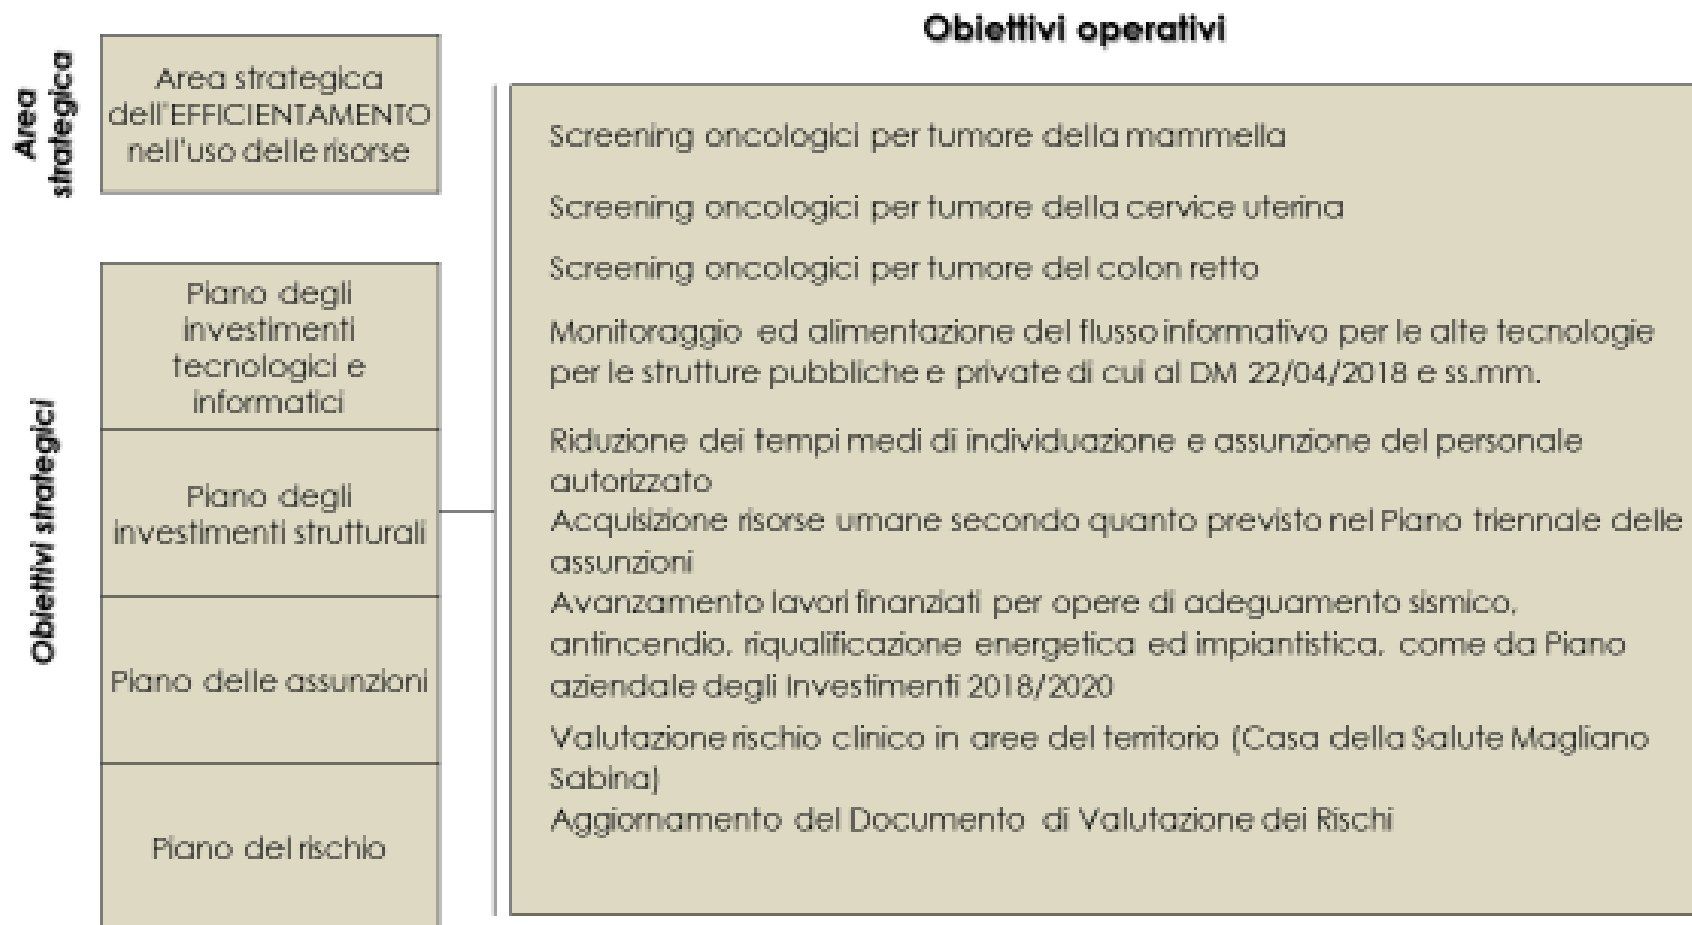 Obiettivi operativi
Area
strategica
Area strategica
dell'EFFICIENTAMENTO
nell'uso delle risorse
Obiettivi strategici
Piano degli
investimenti
tecnologici e
informatici
Piano degli
investimenti strutturali
Piano delle assunzioni
Piano del rischio
Screening oncologici per tumore della mammella
Screening oncologici per tumore della cervice uterina
Screening oncologici per tumore del colon retto
Monitoraggio ed alimentazione del flusso informativo per le alte tecnologie
per le strutture pubbliche e private di cui al DM 22/04/2018 e ss.mm.
Riduzione dei tempi medi di individuazione e assunzione del personale
autorizzato
Acquisizione risorse umane secondo quanto previsto nel Piano triennale delle
assunzioni
Avanzamento lavori finanziati per opere di adeguamento sismico,
antincendio, riqualificazione energetica ed impiantistica, come da Piano
aziendale degli Investimenti 2018/2020
Valutazione rischio clinico in aree del territorio (Casa della Salute Magliano
Sabina)
Aggiornamento del Documento di Valutazione dei Rischi